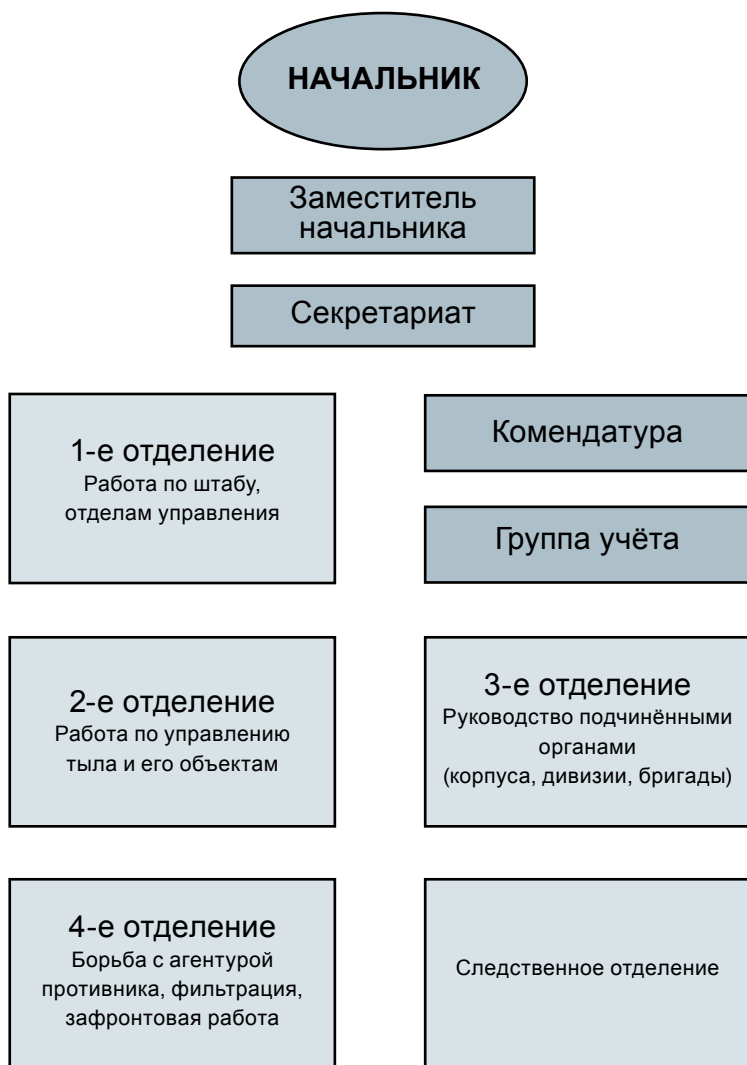 НАЧАЛЬНИК
Заместитель
начальника
Секретариат
1-е отделение
Работа по штабу,
отделам управления
Комендатура
Группа учёта
2-е отделение
Работа по управлению
тыла и его объектам
3-е отделение
Руководство подчинёнными
органами
(корпуса, дивизии, бригады)
4-е отделение
Борьба с агентурой
противника, фильтрация,
зафронтовая работа
Следственное отделение